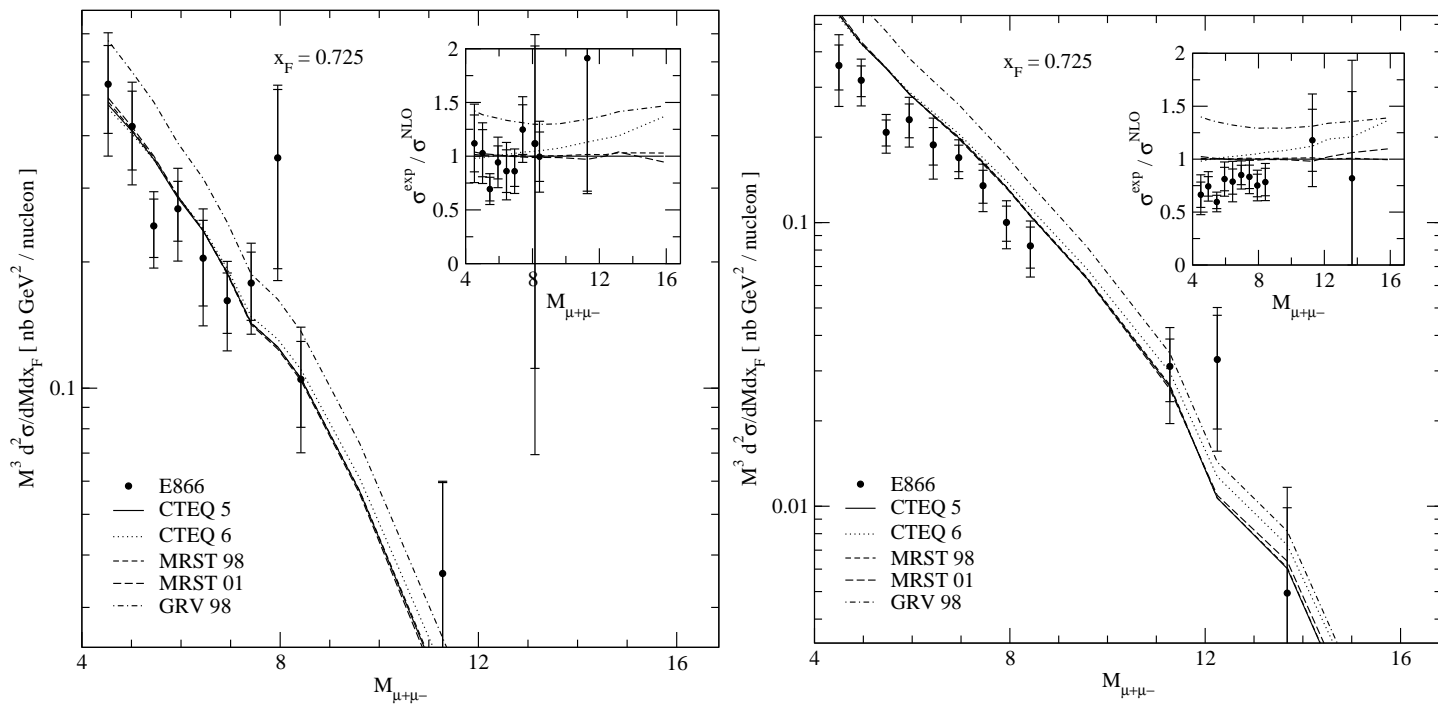 x_F = 0.725
2
1.5
1
0.5
0
σ^exp / σ^NLO
4
8
12
16
M_μ+μ−
0.1
M^3 d^2σ/dMdx_F [ nb GeV^2 / nucleon]
E866
CTEQ 5
CTEQ 6
MRST 98
MRST 01
GRV 98
4
8
12
16
M_μ+μ−
x_F = 0.725
2
1.5
1
0.5
0
σ^exp / σ^NLO
4
8
12
16
M_μ+μ−
0.1
0.01
M^3 d^2σ/dMdx_F [ nb GeV^2 / nucleon]
E866
CTEQ 5
CTEQ 6
MRST 98
MRST 01
GRV 98
4
8
12
16
M_μ+μ−